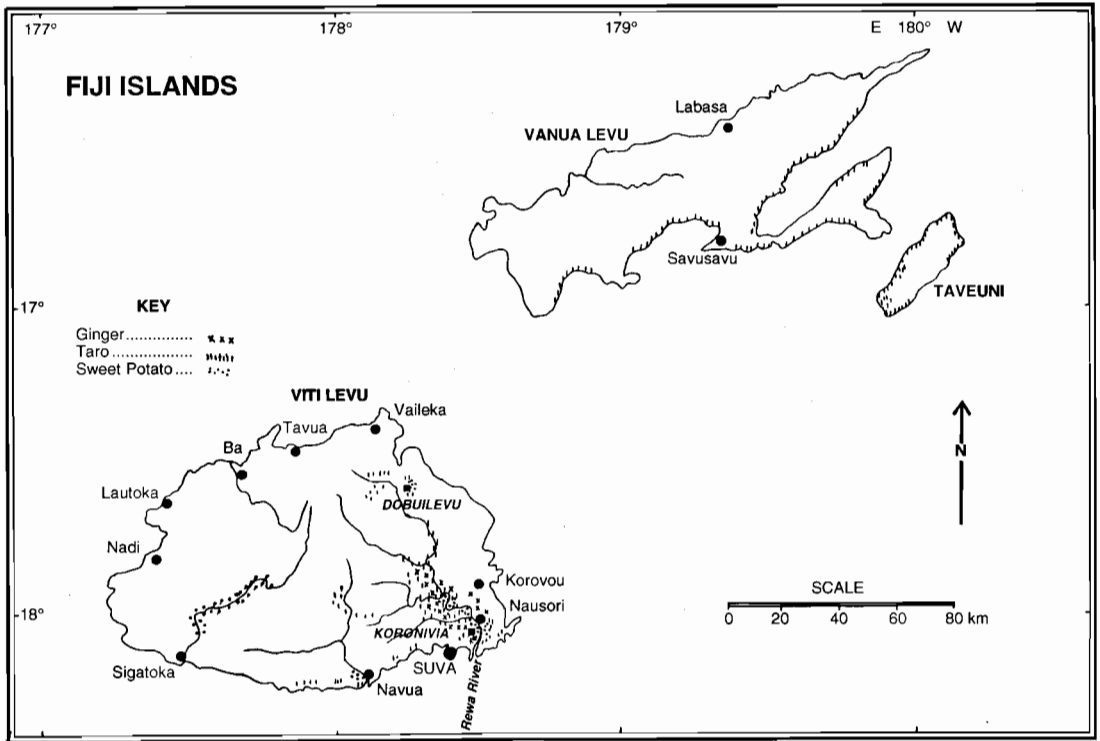 177° 178° 179° E 180° W
FIJI ISLANDS
Labasa
VANUA LEVU
Savusavu
TAVEUNI
17°
KEY
Ginger..............
Taro..................
Sweet Potato....
VITI LEVU
Vaileka
Tavua
Ba
DOBUILEVU
Lautoka
N
Nadi
Korovou
SCALE
0 20 40 60 80 km
Nausori
18°
KORONIVIA
SUVA
Sigatoka
Navua
Rewa River